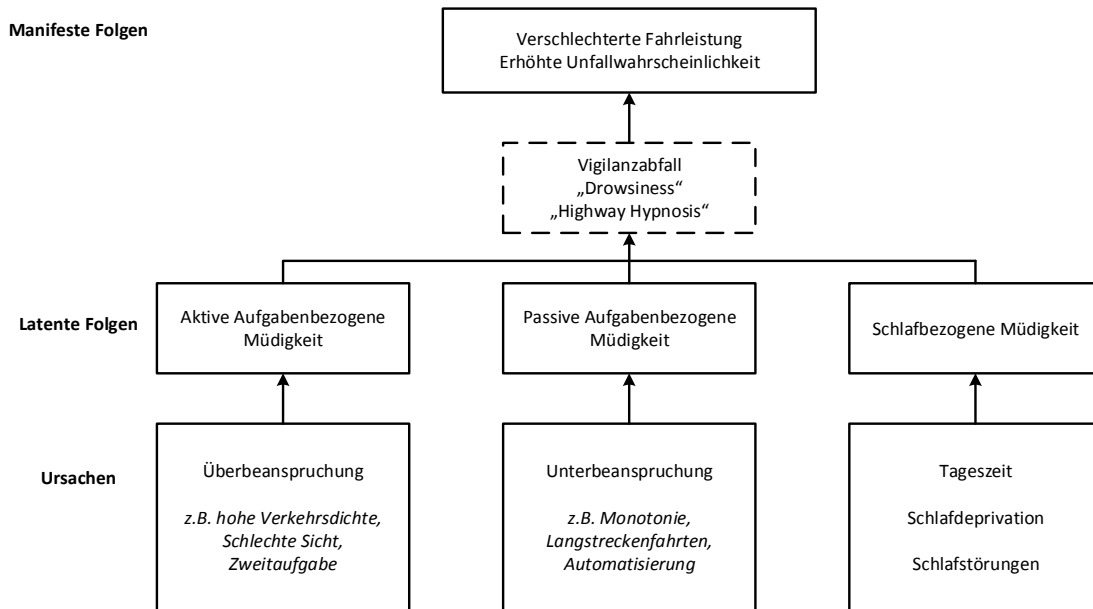 Manifeste Folgen
Verschlechterte Fahrleistung
Erhöhte Unfallwahrscheinlichkeit
Vigilanzabfall
„Drowsiness“
„Highway Hypnosis“
Latente Folgen
Aktive Aufgabenbezogene
Müdigkeit
Passive Aufgabenbezogene
Müdigkeit
Schlafbezogene Müdigkeit
Ursachen
Überbeanspruchung
z.B. hohe Verkehrsdichte,
Schlechte Sicht,
Zweitaufgabe
Unterbeanspruchung
z.B. Monotonie,
Langstreckenfahrten,
Automatisierung
Tageszeit
Schlafdeprivation
Schlafstörungen